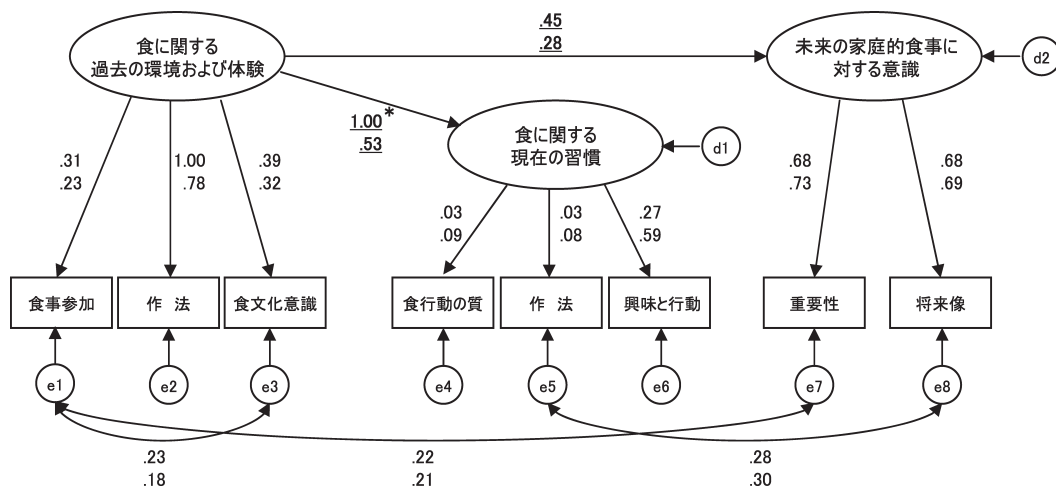 食に関する
過去の環境および体験
.45
.28
未来の家庭的食事に
対する意識
d2
1.00*
.53
食に関する
現在の習慣
d1
.31
.23
1.00
.78
.39
.32
.03
.09
.03
.08
.27
.59
.68
.73
.68
.69
食事参加
作 法
食文化意識
食行動の質
作 法
興味と行動
重要性
将来像
e1
e2
e3
e4
e5
e6
e7
e8
.23
.18
.22
.21
.28
.30